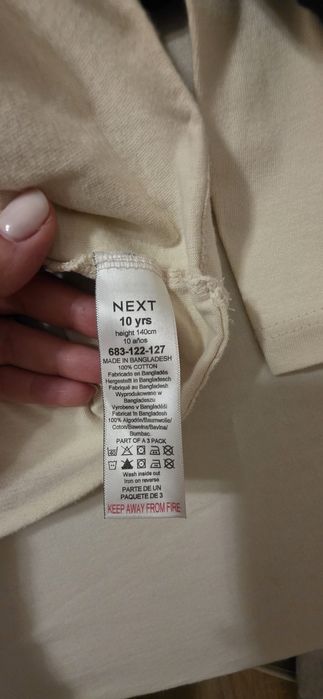 NEXT
10 yrs
height 140cm
10 años
683-122-127
MADE IN BANGLADESH
100% COTTON
Fabricado en Bangladés
Hergestellt in Bangladesch
Fabriqué au Bangladesh
Wyprodukowano w
Bangladeszu
Vyrobeno v Bangladéši
Fabricat în Bangladesh
100% Algodón/Baumwolle/
Coton/Bawełna/Bavlna/
Bumbac.
PART OF A 3 PACK
Wash inside out
Iron on reverse
PARTE DE UN
PAQUETE DE 3
KEEP AWAY FROM FIRE